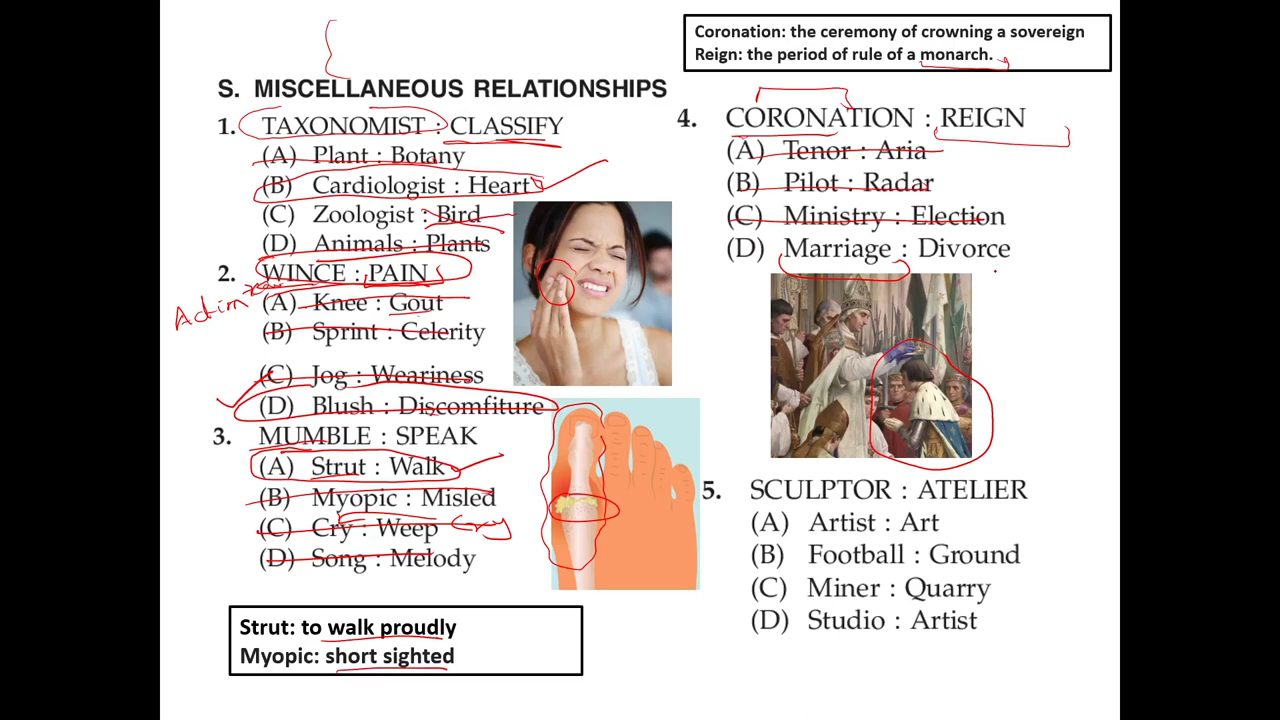 Coronation: the ceremony of crowning a sovereign
Reign: the period of rule of a monarch.
S. MISCELLANEOUS RELATIONSHIPS
1. TAXONOMIST : CLASSIFY
(A) Plant : Botany
(B) Cardiologist : Heart
(C) Zoologist : Bird
(D) Animals : Plants
2. WINCE : PAIN
(A) Knee : Gout
(B) Sprint : Celerity
(C) Jog : Weariness
(D) Blush : Discomfiture
3. MUMBLE : SPEAK
(A) Strut : Walk
(B) Myopic : Misled
(C) Cry : Weep
(D) Song : Melody
Strut: to walk proudly
Myopic: short sighted
4. CORONATION : REIGN
(A) Tenor : Aria
(B) Pilot : Radar
(C) Ministry : Election
(D) Marriage : Divorce
5. SCULPTOR : ATELIER
(A) Artist : Art
(B) Football : Ground
(C) Miner : Quarry
(D) Studio : Artist